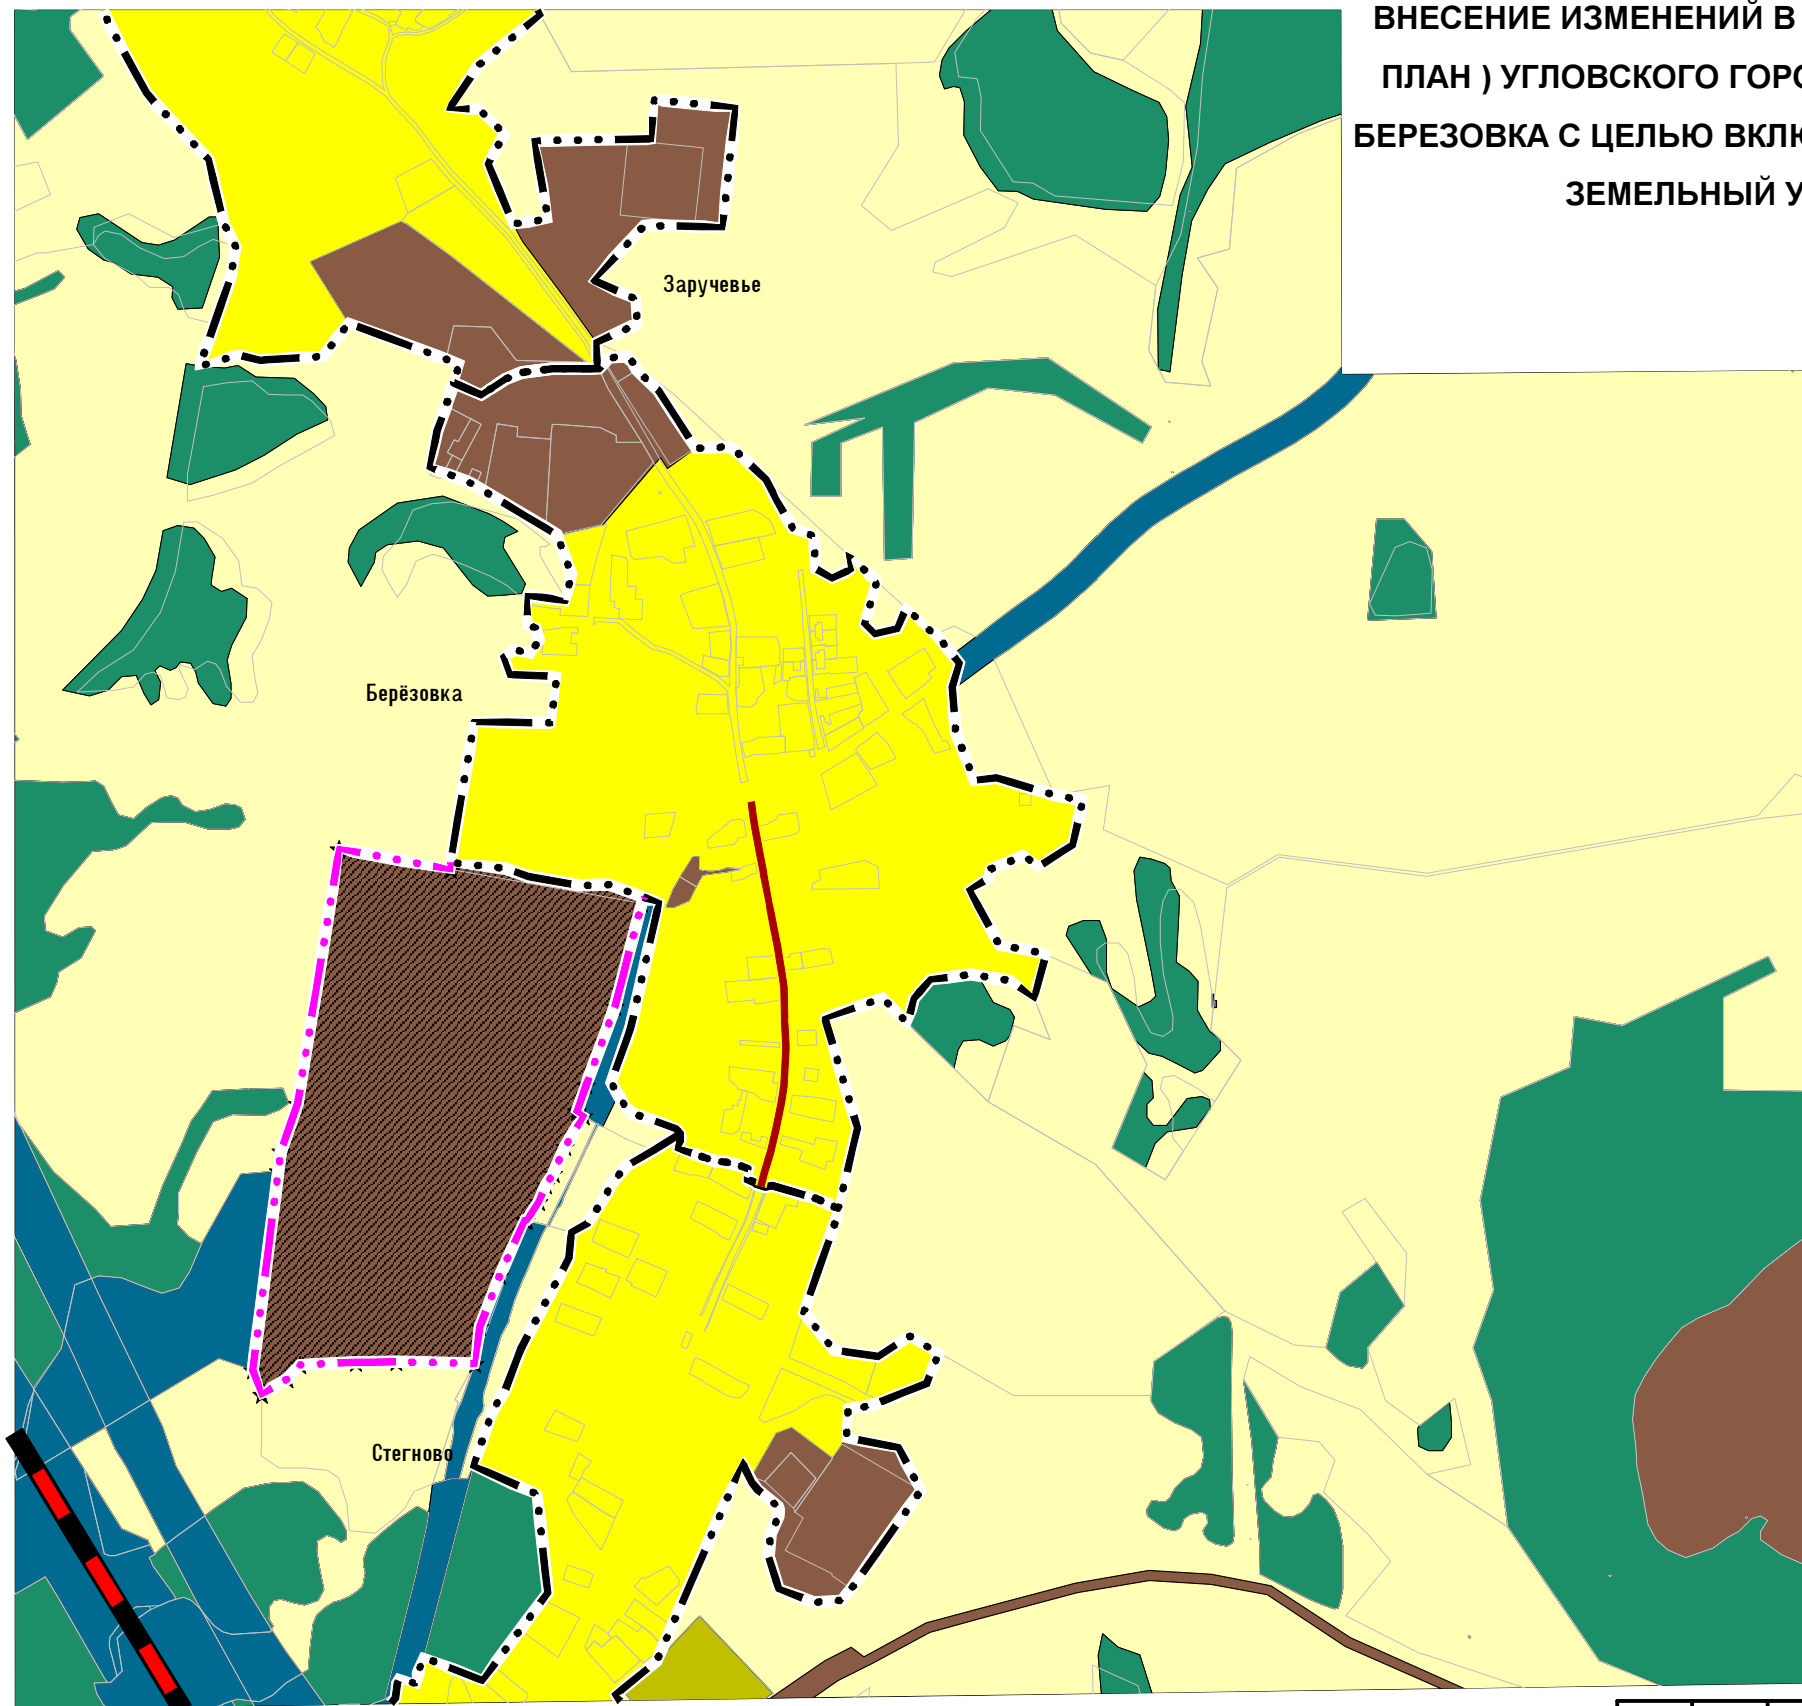 ВНЕСЕНИЕ ИЗМЕНЕНИЙ В
ПЛАН ) УГЛОВСКОГО ГОРО
БЕРЕЗОВКА С ЦЕЛЬЮ ВКЛЮ
ЗЕМЕЛЬНЫЙ У
Заручевье
Берёзовка
Стегново